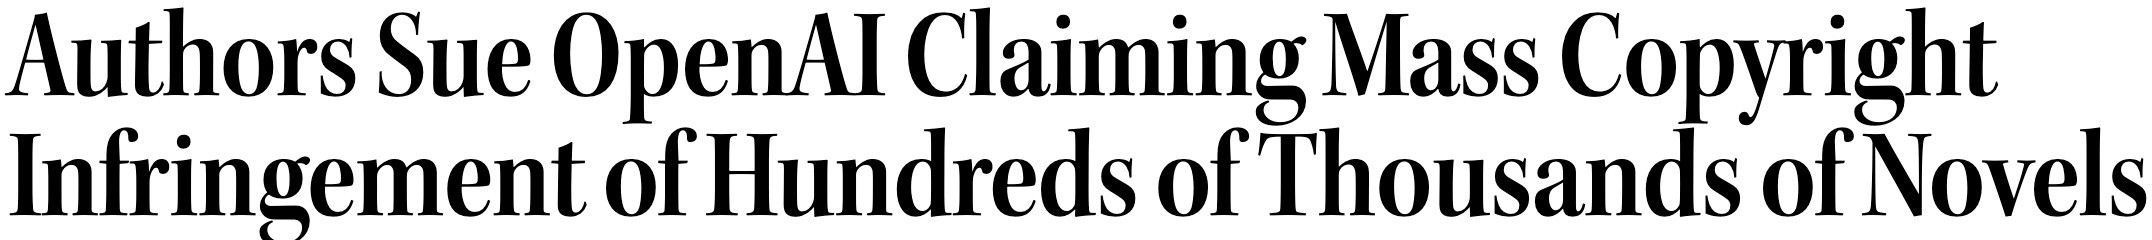 Authors Sue OpenAI Claiming Mass Copyright
Infringement of Hundreds of Thousands of Novels